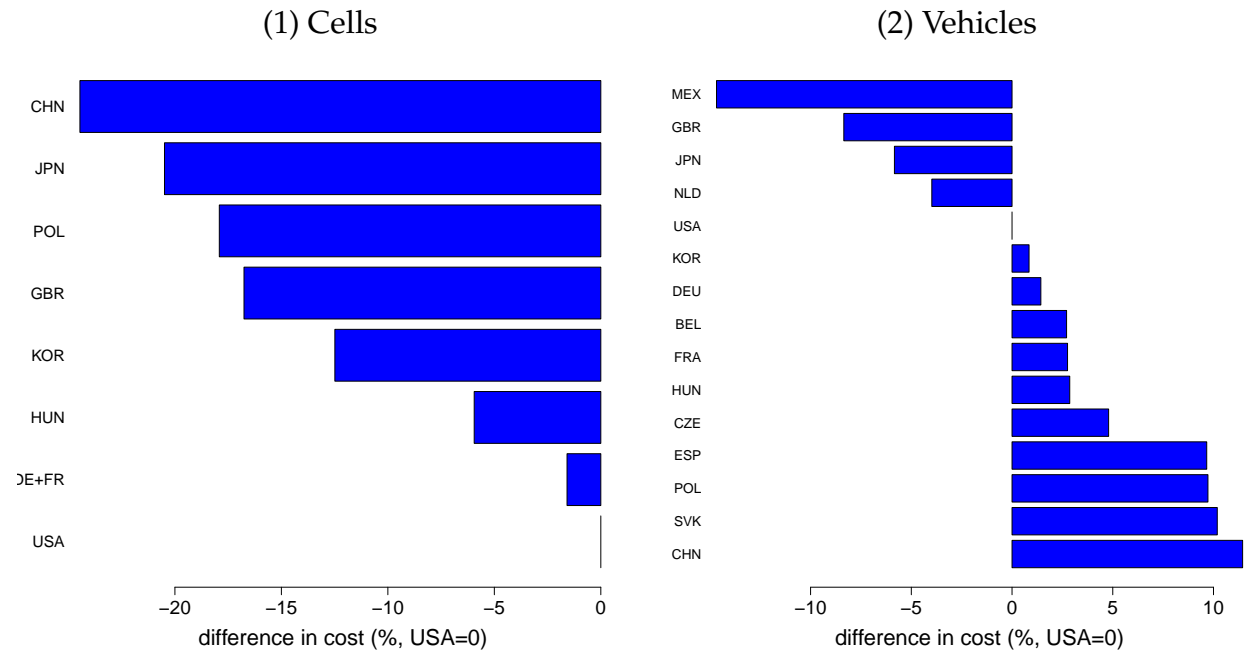 (1) Cells
CHN
JPN
POL
GBR
KOR
HUN
DE+FR
USA
−20 −15 −10 −5 0
difference in cost (%, USA=0)
(2) Vehicles
MEX
GBR
JPN
NLD
USA
KOR
DEU
BEL
FRA
HUN
CZE
ESP
POL
SVK
CHN
−10 −5 0 5 10
difference in cost (%, USA=0)